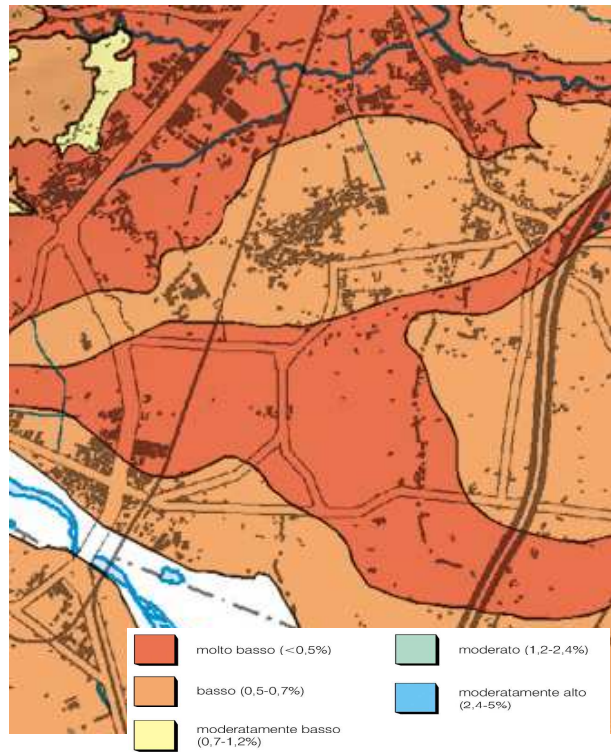 molto basso (<0,5%)
moderato (1,2-2,4%)
basso (0,5-0,7%)
moderatamente alto
(2,4-5%)
moderatamente basso
(0,7-1,2%)